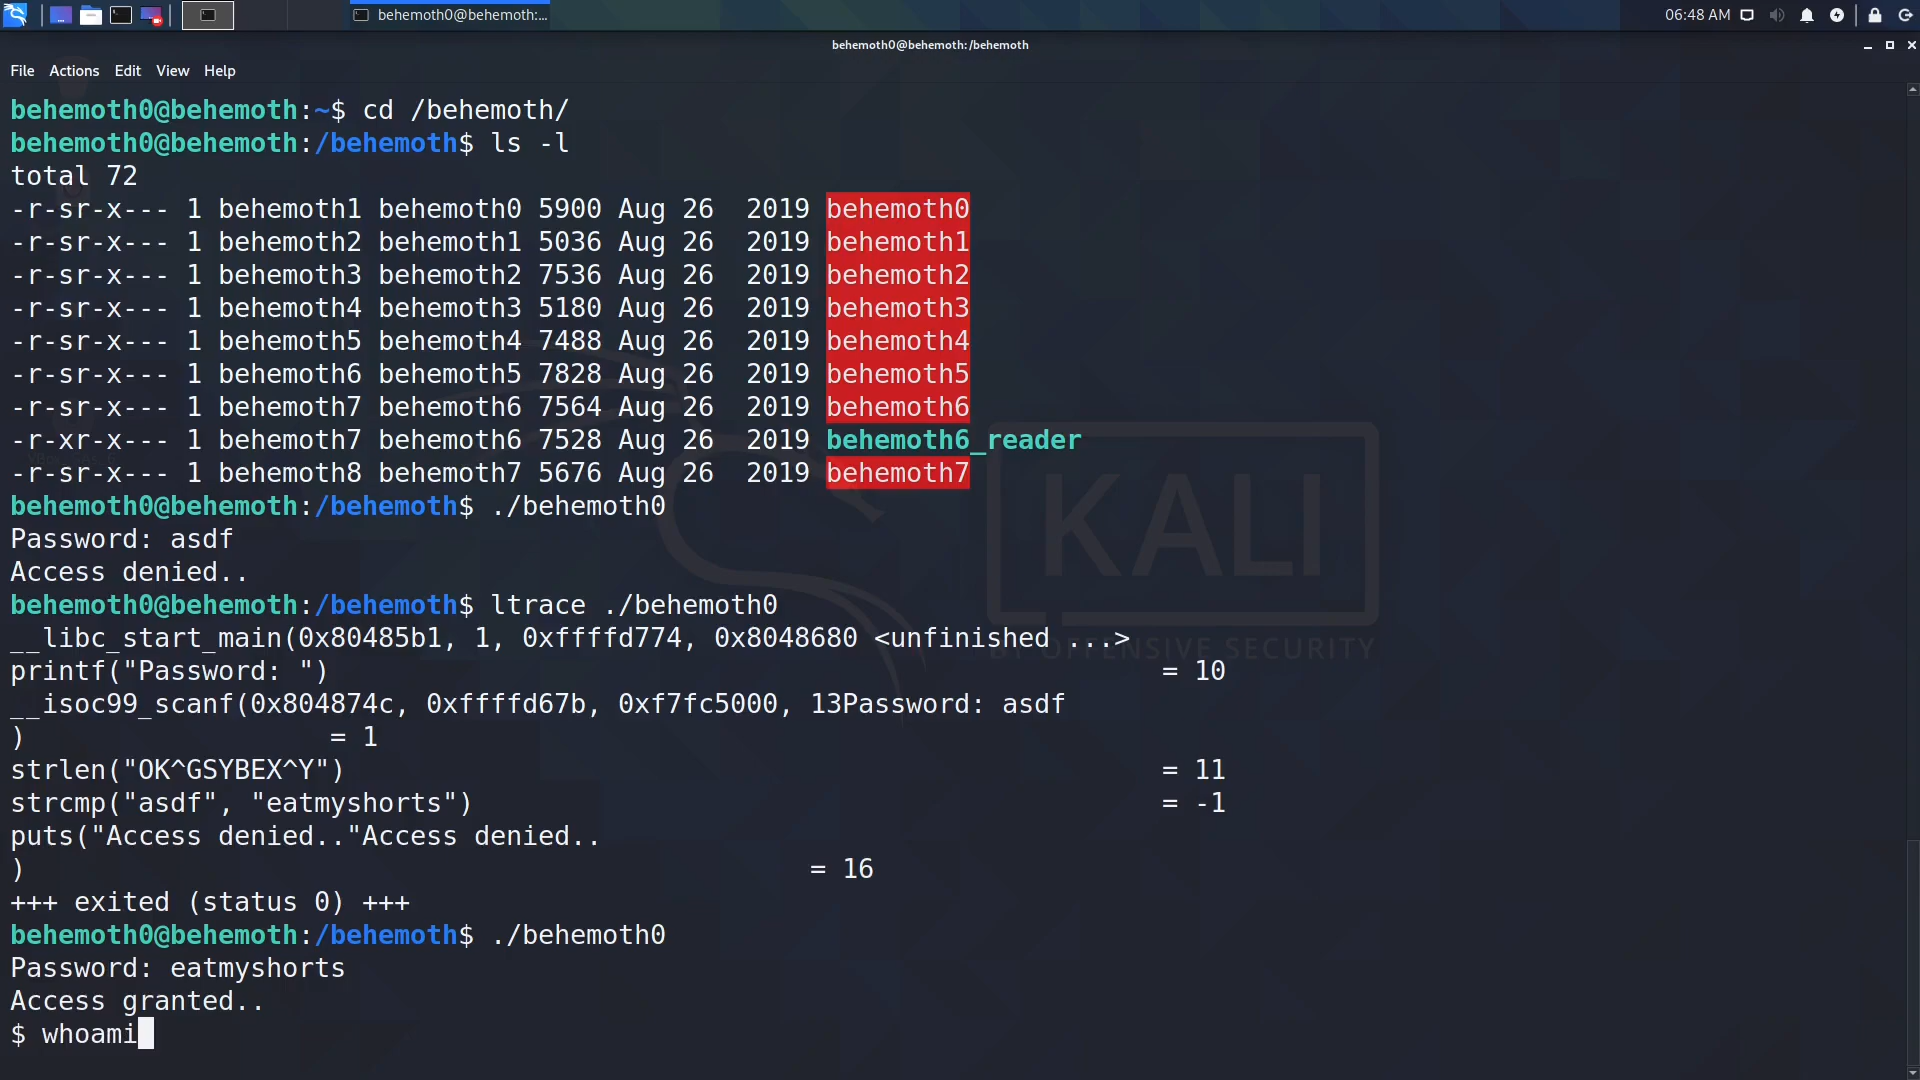 behemoth0@behemoth:...
06:48 AM
behemoth0@behemoth:/behemoth
File Actions Edit View Help
behemoth0@behemoth:~$ cd /behemoth/
behemoth0@behemoth:/behemoth$ ls -l
total 72
-r-sr-x--- 1 behemoth1 behemoth0 5900 Aug 26  2019 behemoth0
-r-sr-x--- 1 behemoth2 behemoth1 5036 Aug 26  2019 behemoth1
-r-sr-x--- 1 behemoth3 behemoth2 7536 Aug 26  2019 behemoth2
-r-sr-x--- 1 behemoth4 behemoth3 5180 Aug 26  2019 behemoth3
-r-sr-x--- 1 behemoth5 behemoth4 7488 Aug 26  2019 behemoth4
-r-sr-x--- 1 behemoth6 behemoth5 7828 Aug 26  2019 behemoth5
-r-sr-x--- 1 behemoth7 behemoth6 7564 Aug 26  2019 behemoth6
-r-xr-x--- 1 behemoth7 behemoth6 7528 Aug 26  2019 behemoth6_reader
-r-sr-x--- 1 behemoth8 behemoth7 5676 Aug 26  2019 behemoth7
behemoth0@behemoth:/behemoth$ ./behemoth0
Password: asdf
Access denied..
behemoth0@behemoth:/behemoth$ ltrace ./behemoth0
__libc_start_main(0x80485b1, 1, 0xffffd774, 0x8048680 <unfinished ...>
printf("Password: ") = 10
__isoc99_scanf(0x804874c, 0xffffd67b, 0xf7fc5000, 13Password: asdf
) = 1
strlen("OK^GSYBEX^Y") = 11
strcmp("asdf", "eatmyshorts") = -1
puts("Access denied.."Access denied..
) = 16
+++ exited (status 0) +++
behemoth0@behemoth:/behemoth$ ./behemoth0
Password: eatmyshorts
Access granted..
$ whoami
KALI
BY OFFENSIVE SECURITY